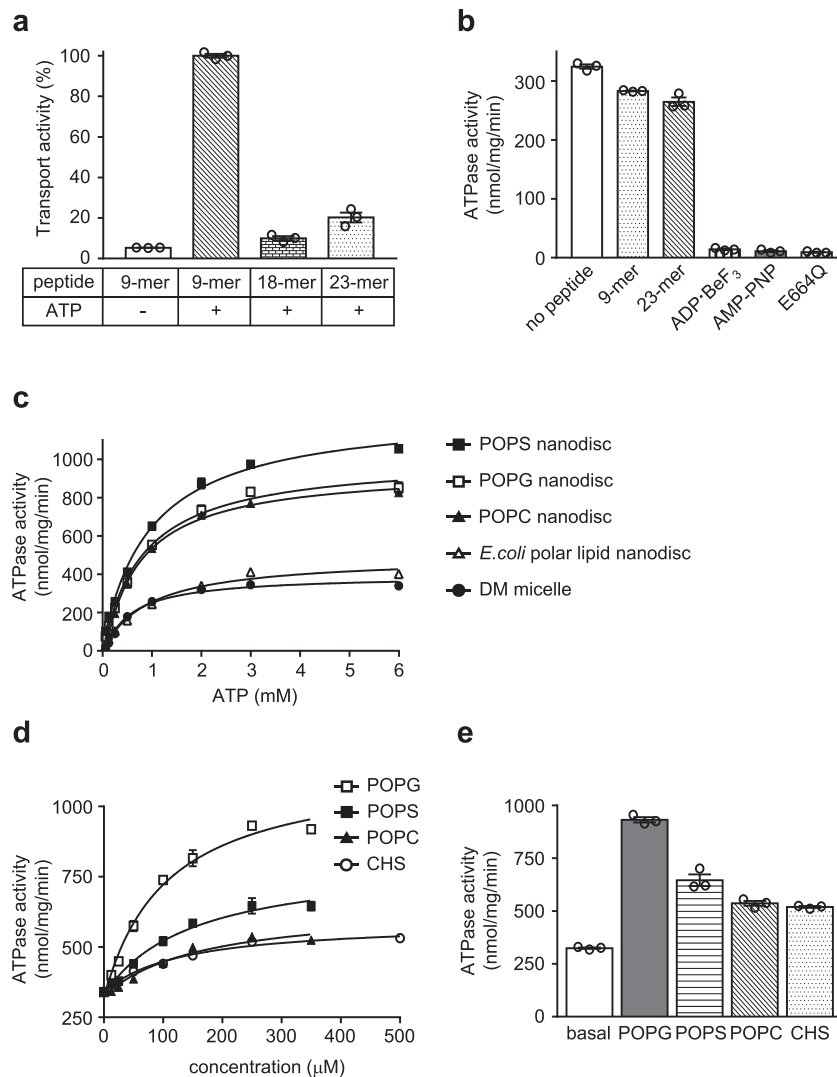 a
Transport activity (%)
100
80
60
40
20
0
peptide 9-mer 9-mer 18-mer 23-mer
ATP - + + +
b
ATPase activity
(nmol/mg/min)
300
200
100
0
no peptide
9-mer
23-mer
ADP·BeF3
AMP-PNP
E664Q
c
ATPase activity
(nmol/mg/min)
1000
800
600
400
200
0
0 1 2 3 4 5 6
ATP (mM)
POPS nanodisc
POPG nanodisc
POPC nanodisc
E.coli polar lipid nanodisc
DM micelle
d
ATPase activity
(nmol/mg/min)
1000
750
500
250
0 100 200 300 400 500
concentration (μM)
POPG
POPS
POPC
CHS
e
ATPase activity
(nmol/mg/min)
1000
750
500
250
0
basal POPG POPS POPC CHS